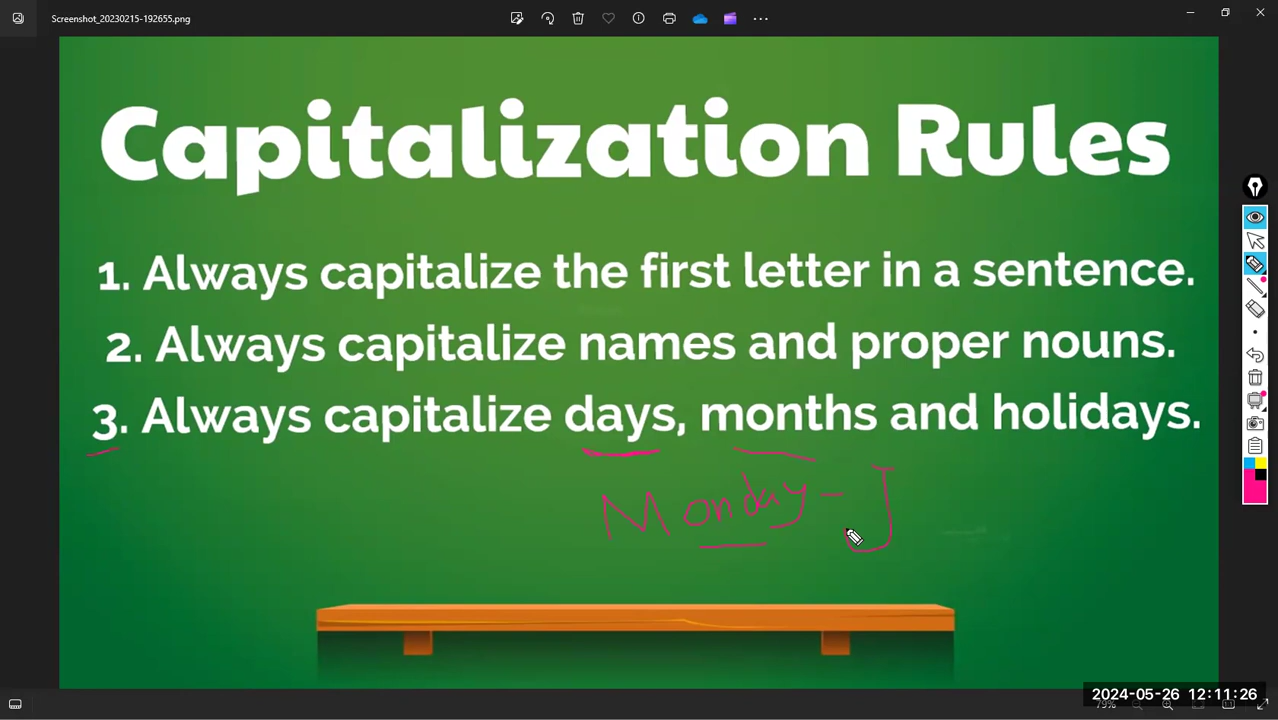 Screenshot_20230215-192655.png
Capitalization Rules
1. Always capitalize the first letter in a sentence.
2. Always capitalize names and proper nouns.
3. Always capitalize days, months and holidays.
Monday - J
2024-05-26 12:11:26
79%